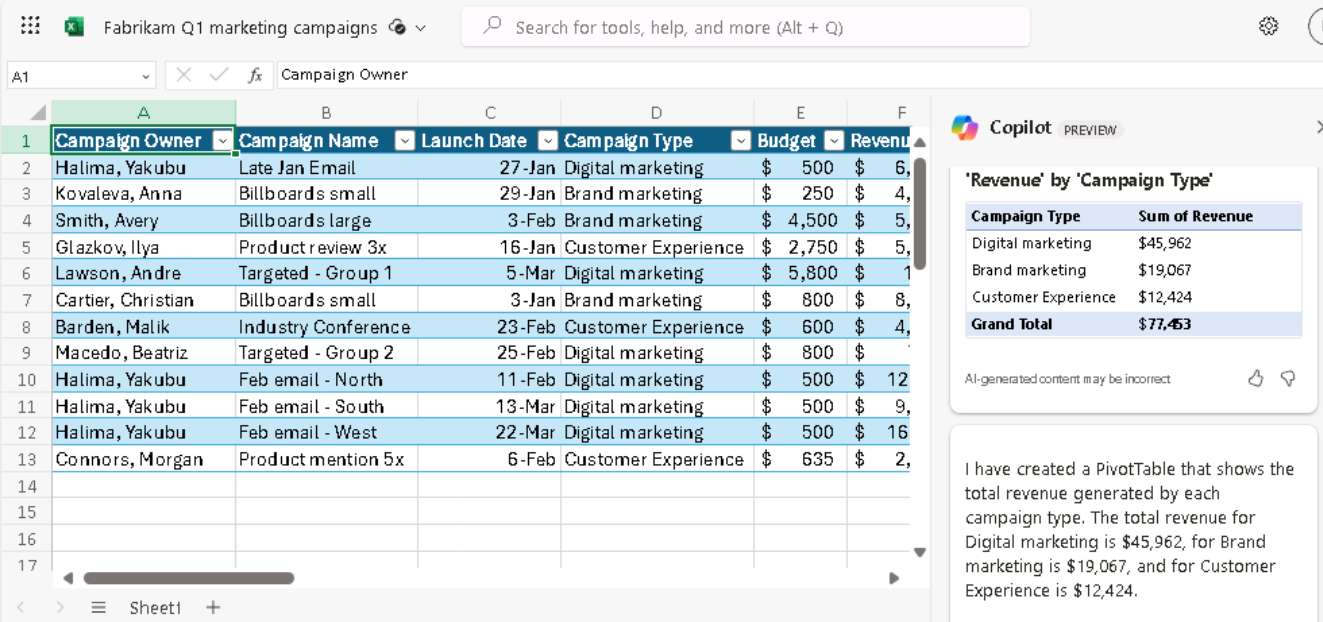 Fabrikam Q1 marketing campaigns
Search for tools, help, and more (Alt + Q)
A1
fx Campaign Owner
A B C D E F
1 Campaign Owner Campaign Name Launch Date Campaign Type Budget Revenu
2 Halima, Yakubu Late Jan Email 27-Jan Digital marketing $ 500 $ 6,
3 Kovaleva, Anna Billboards small 29-Jan Brand marketing $ 250 $ 4,
4 Smith, Avery Billboards large 3-Feb Brand marketing $ 4,500 $ 5,
5 Glazkov, Ilya Product review 3x 16-Jan Customer Experience $ 2,750 $ 5,
6 Lawson, Andre Targeted - Group 1 5-Mar Digital marketing $ 5,800 $ 1
7 Cartier, Christian Billboards small 3-Jan Brand marketing $ 800 $ 8,
8 Barden, Malik Industry Conference 23-Feb Customer Experience $ 600 $ 4,
9 Macedo, Beatriz Targeted - Group 2 25-Feb Digital marketing $ 800 $
10 Halima, Yakubu Feb email - North 11-Feb Digital marketing $ 500 $ 12
11 Halima, Yakubu Feb email - South 13-Mar Digital marketing $ 500 $ 9,
12 Halima, Yakubu Feb email - West 22-Mar Digital marketing $ 500 $ 16
13 Connors, Morgan Product mention 5x 6-Feb Customer Experience $ 635 $ 2,
14
15
16
17
Sheet1
Copilot PREVIEW
'Revenue' by 'Campaign Type'
Campaign Type Sum of Revenue
Digital marketing $45,962
Brand marketing $19,067
Customer Experience $12,424
Grand Total $77,453
AI-generated content may be incorrect
I have created a PivotTable that shows the
total revenue generated by each
campaign type. The total revenue for
Digital marketing is $45,962, for Brand
marketing is $19,067, and for Customer
Experience is $12,424.